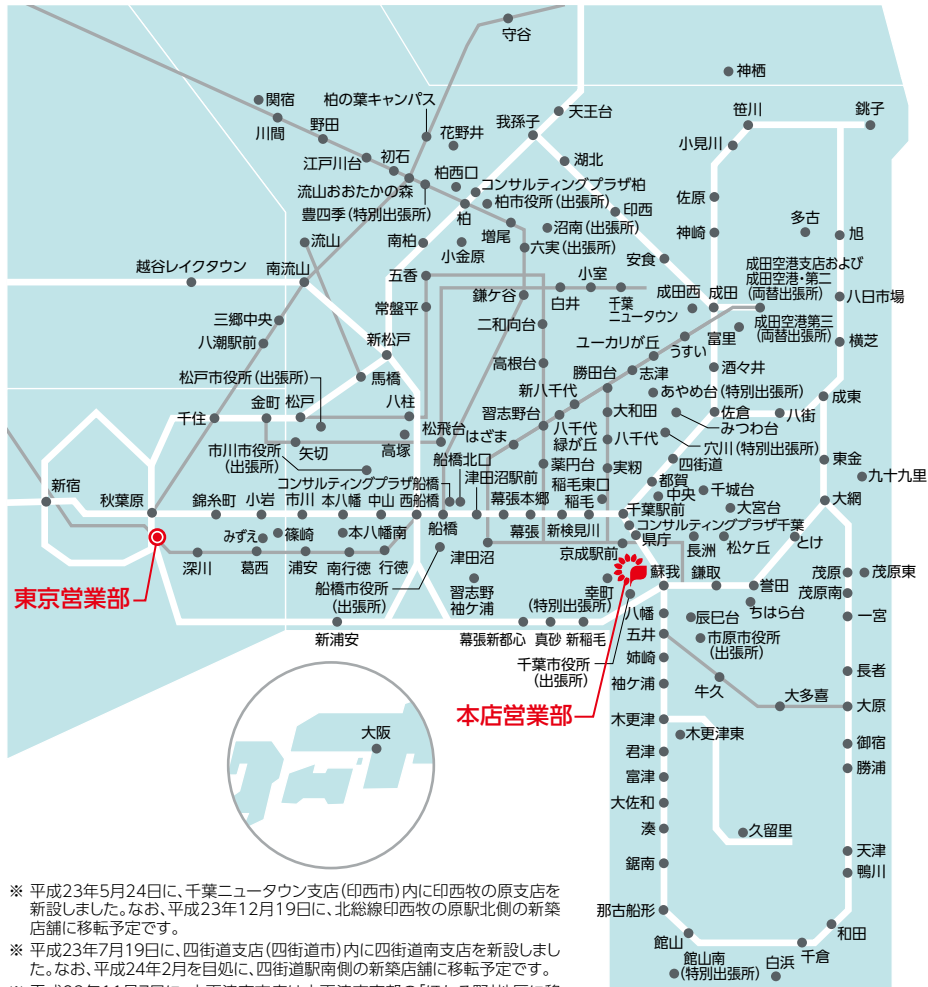 守谷
神栖
関宿
柏の葉キャンパス
天王台
笹川
銚子
川間
野田
花野井
我孫子
小見川
江戸川台
初石
柏西口
湖北
流山おおたかの森
コンサルティングプラザ柏
豊四季(特別出張所)
柏市役所(出張所)
柏
印西
佐原
多古
流山
南柏
増尾
沼南(出張所)
神崎
旭
小金原
六実(出張所)
越谷レイクタウン
南流山
五香
小室
安食
成田空港支店および
成田空港・第二
(両替出張所)
鎌ケ谷
白井
千葉
ニュータウン
成田西
成田
八日市場
常盤平
三郷中央
二和向台
富里
成田空港第三
(両替出張所)
八潮駅前
新松戸
ユーカリが丘
うすい
横芝
松戸市役所(出張所)
馬橋
高根台
勝田台
志津
酒々井
新八千代
あやめ台(特別出張所)
成東
千住
金町
松戸
八柱
習志野台
大和田
佐倉
八街
松飛台
はざま
みつわ台
市川市役所
(出張所)
矢切
高塚
八千代
緑が丘
八千代
穴川(特別出張所)
船橋北口
四街道
東金
新宿
秋葉原
コンサルティングプラザ船橋
津田沼駅前
薬円台
実籾
都賀
九十九里
錦糸町
小岩
市川
本八幡
中山
西船橋
幕張本郷
稲毛東口
稲毛
中央
千城台
大網
千葉駅前
大宮台
みずえ
篠崎
本八幡南
船橋
幕張
新検見川
コンサルティングプラザ千葉
県庁
深川
葛西
浦安
南行徳
行徳
津田沼
京成駅前
長洲
松ケ丘
とけ
東京営業部
船橋市役所
(出張所)
習志野
袖ケ浦
(特別出張所)
幸町
蘇我
鎌取
誉田
茂原
茂原東
茂原南
新浦安
幕張新都心
真砂
新稲毛
八幡
辰巳台
ちはら台
一宮
五井
市原市役所
(出張所)
千葉市役所
(出張所)
姉崎
長者
袖ケ浦
牛久
大多喜
大原
本店営業部
大阪
木更津
木更津東
御宿
君津
勝浦
富津
大佐和
湊
久留里
天津
鋸南
鴨川
※ 平成23年5月24日に、千葉ニュータウン支店(印西市)内に印西牧の原支店を
新設しました。なお、平成23年12月19日に、北総線印西牧の原駅北側の新築
店舗に移転予定です。
那古船形
和田
※ 平成23年7月19日に、四街道支店(四街道市)内に四街道南支店を新設しまし
た。なお、平成24年2月を目処に、四街道駅南側の新築店舗に移転予定です。
館山
千倉
館山南
(特別出張所)
白浜